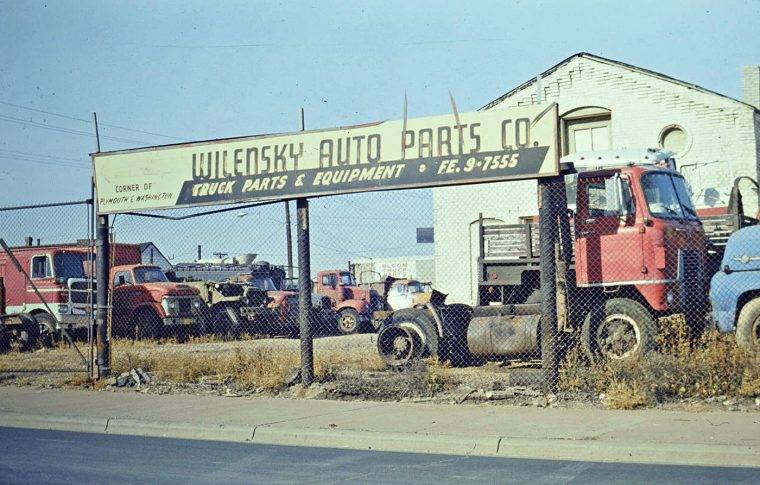 WILENSKY AUTO PARTS CO.
TRUCK PARTS & EQUIPMENT • FE. 9-7555
CORNER OF
PLYMOUTH & WASHINGTON